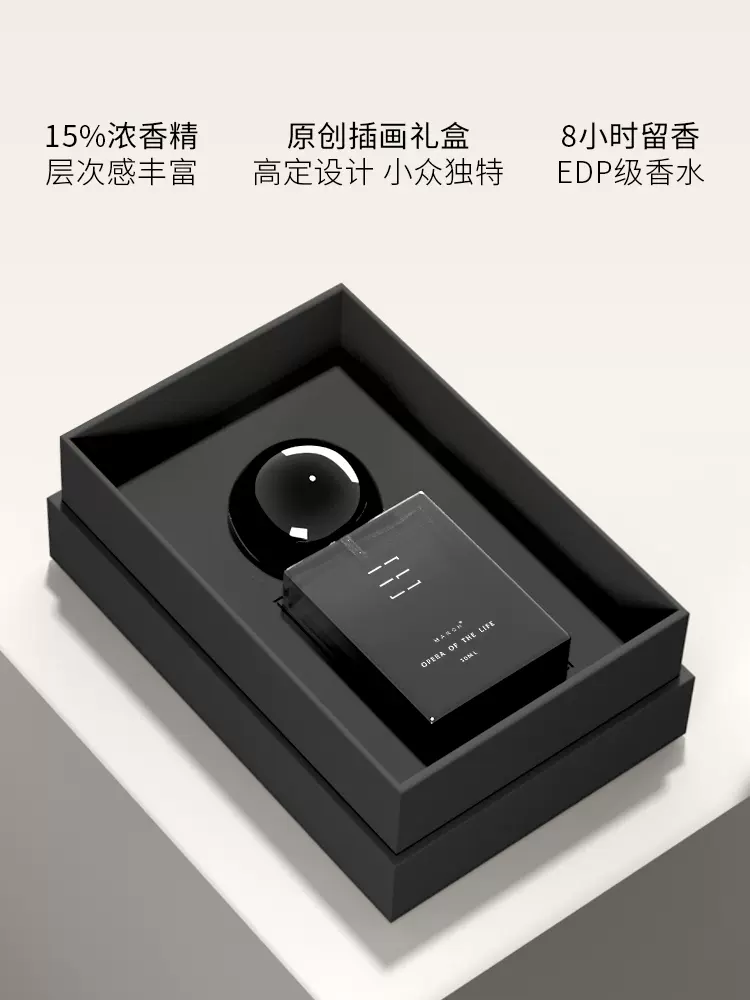 15%浓香精
层次感丰富
原创插画礼盒
高定设计 小众独特
8小时留香
EDP级香水
OPERA OF THE LIFE